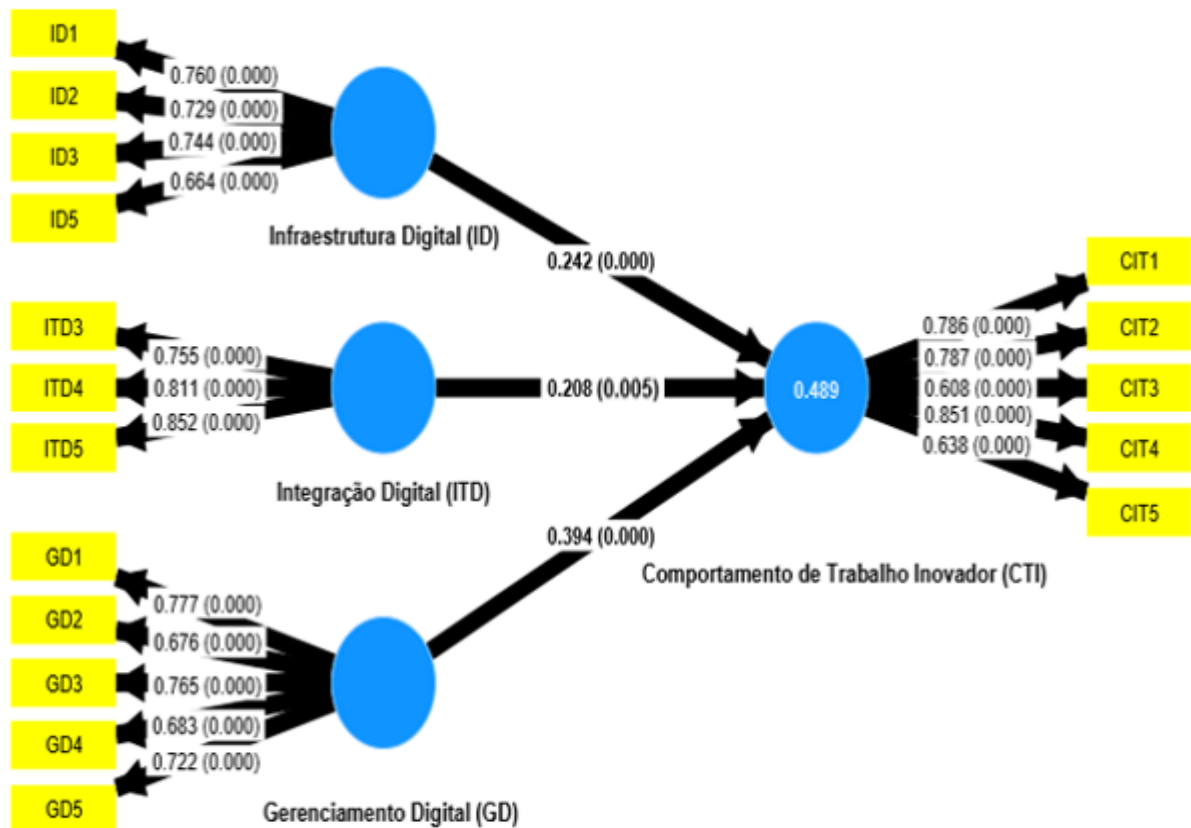 ID1
ID2
ID3
ID5
0.760 (0.000)
0.729 (0.000)
0.744 (0.000)
0.664 (0.000)
Infraestrutura Digital (ID)
0.242 (0.000)
ITD3
ITD4
ITD5
0.755 (0.000)
0.811 (0.000)
0.852 (0.000)
Integração Digital (ITD)
0.208 (0.005)
GD1
GD2
GD3
GD4
GD5
0.777 (0.000)
0.676 (0.000)
0.765 (0.000)
0.683 (0.000)
0.722 (0.000)
Gerenciamento Digital (GD)
0.394 (0.000)
0.489
Comportamento de Trabalho Inovador (CTI)
0.786 (0.000)
0.787 (0.000)
0.608 (0.000)
0.851 (0.000)
0.638 (0.000)
CIT1
CIT2
CIT3
CIT4
CIT5